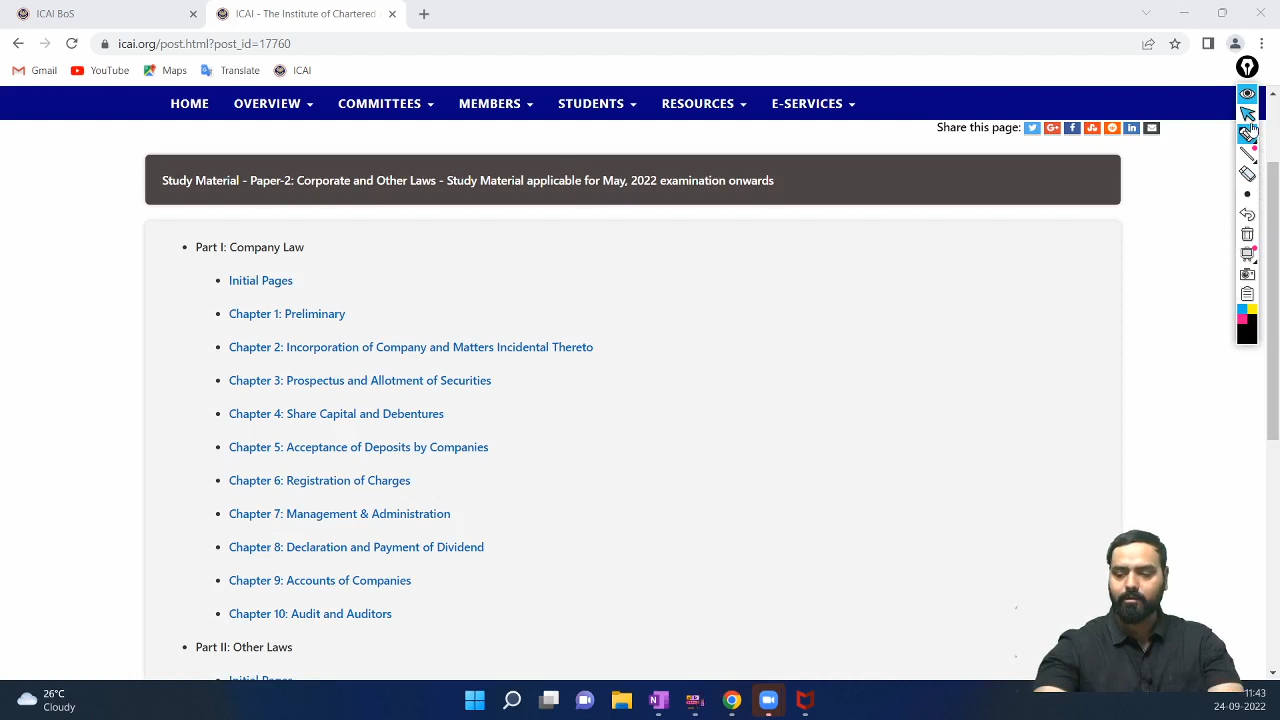 ICAI BoS
ICAI - The Institute of Chartered
icai.org/post.html?post_id=17760
Gmail
YouTube
Maps
Translate
ICAI
HOME
OVERVIEW
COMMITTEES
MEMBERS
STUDENTS
RESOURCES
E-SERVICES
Share this page:
Study Material - Paper-2: Corporate and Other Laws - Study Material applicable for May, 2022 examination onwards
Part I: Company Law
Initial Pages
Chapter 1: Preliminary
Chapter 2: Incorporation of Company and Matters Incidental Thereto
Chapter 3: Prospectus and Allotment of Securities
Chapter 4: Share Capital and Debentures
Chapter 5: Acceptance of Deposits by Companies
Chapter 6: Registration of Charges
Chapter 7: Management & Administration
Chapter 8: Declaration and Payment of Dividend
Chapter 9: Accounts of Companies
Chapter 10: Audit and Auditors
Part II: Other Laws
Initial Pages
26°C
Cloudy
11:43
24-09-2022